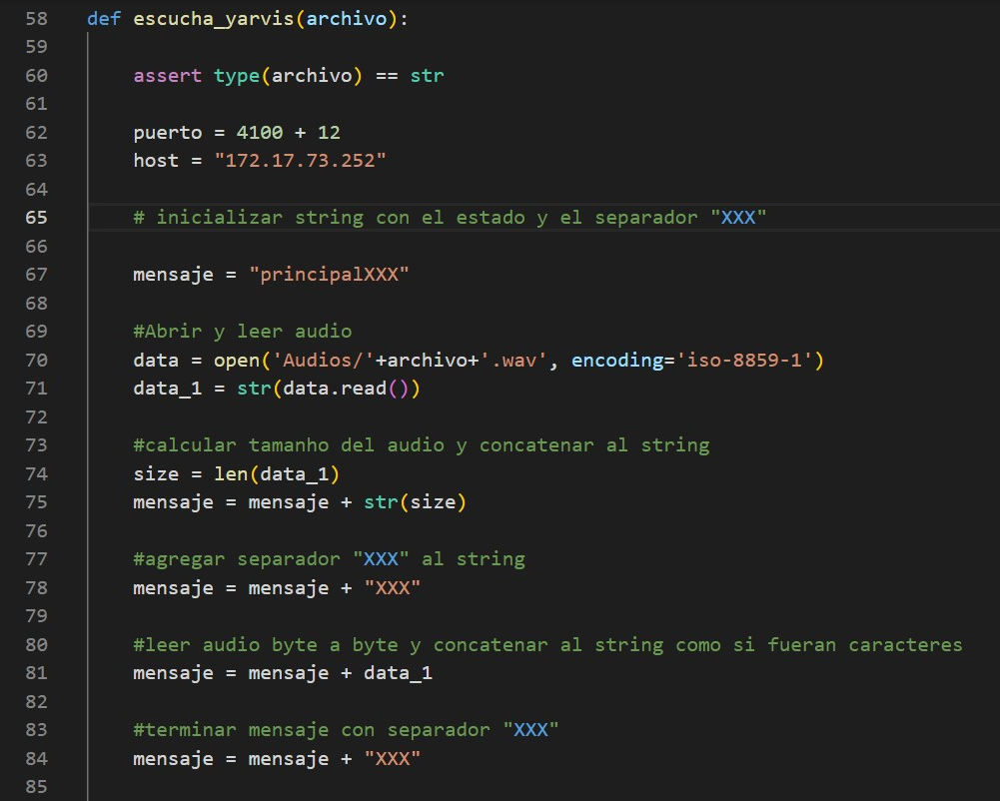 58 def escucha_yarvis(archivo):
59
60 assert type(archivo) == str
61
62 puerto = 4100 + 12
63 host = "172.17.73.252"
64
65 # inicializar string con el estado y el separador "XXX"
66
67 mensaje = "principalXXX"
68
69 #Abrir y leer audio
70 data = open('Audios/'+archivo+'.wav', encoding='iso-8859-1')
71 data_1 = str(data.read())
72
73 #calcular tamanho del audio y concatenar al string
74 size = len(data_1)
75 mensaje = mensaje + str(size)
76
77 #agregar separador "XXX" al string
78 mensaje = mensaje + "XXX"
79
80 #leer audio byte a byte y concatenar al string como si fueran caracteres
81 mensaje = mensaje + data_1
82
83 #terminar mensaje con separador "XXX"
84 mensaje = mensaje + "XXX"
85